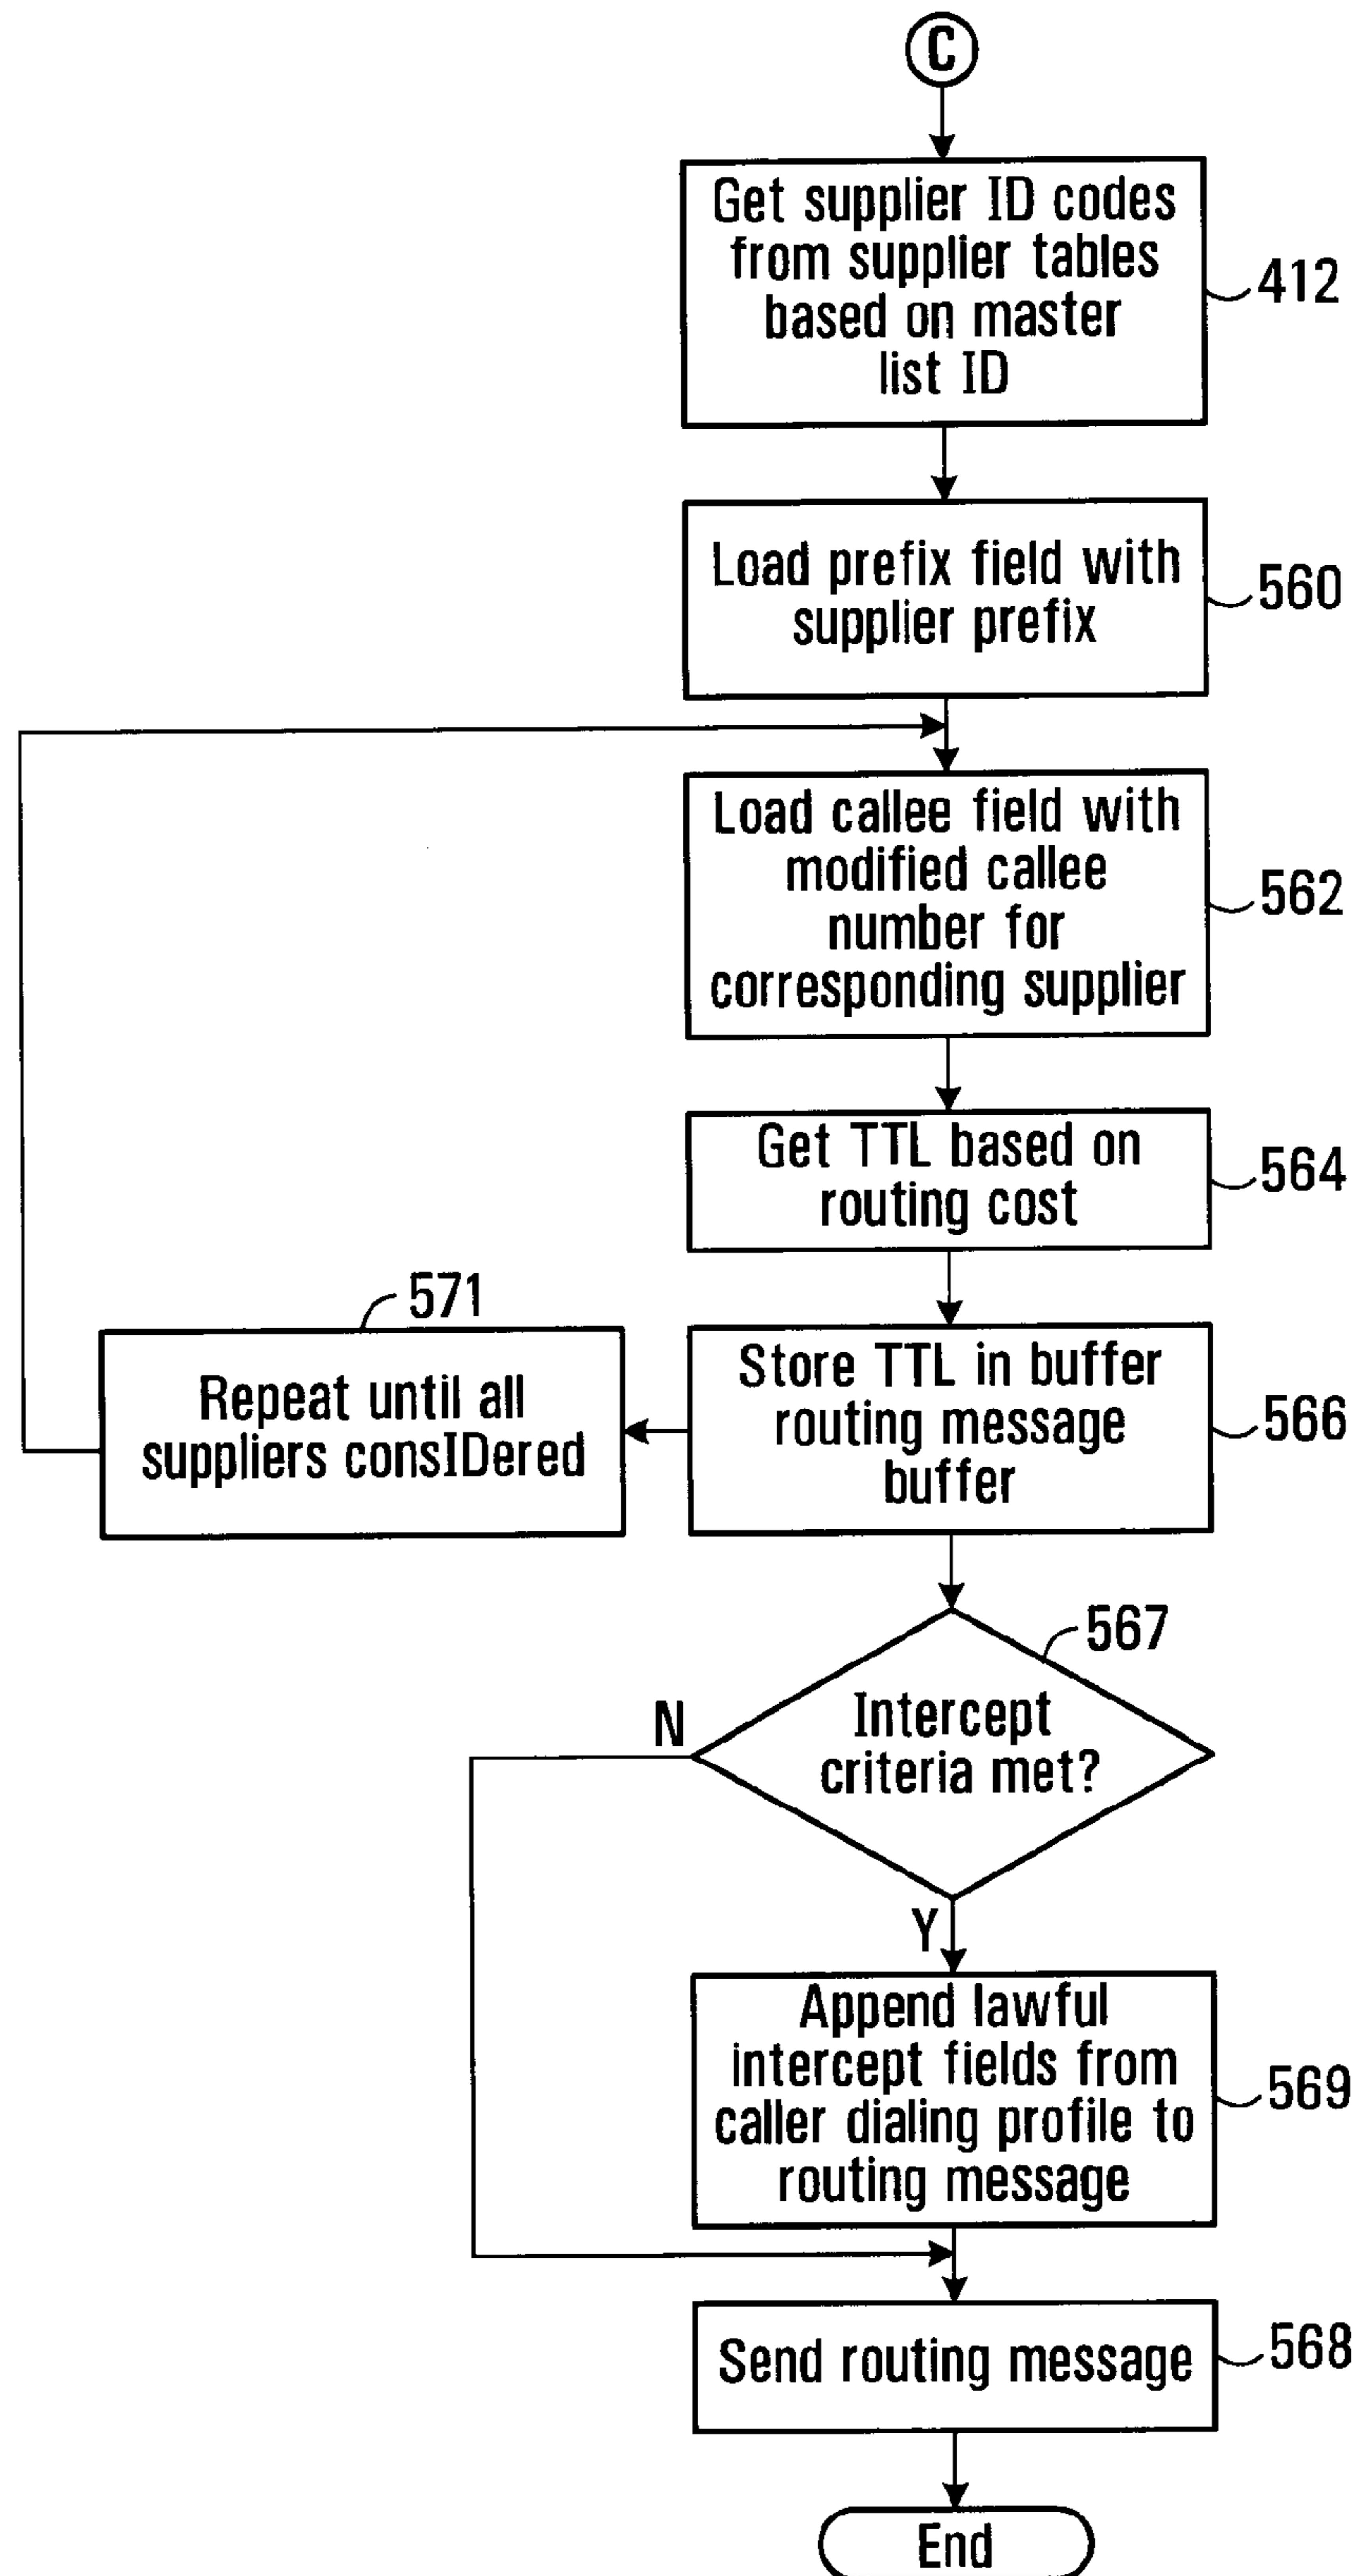 C
Get supplier ID codes
from supplier tables
based on master
list ID
412
Load prefix field with
supplier prefix
560
Load callee field with
modified callee
number for
corresponding supplier
562
Get TTL based on
routing cost
564
571
Repeat until all
suppliers consIDered
Store TTL in buffer
routing message
buffer
566
567
Intercept
criteria met?
N
Y
Append lawful
intercept fields from
caller dialing profile to
routing message
569
Send routing message
568
End